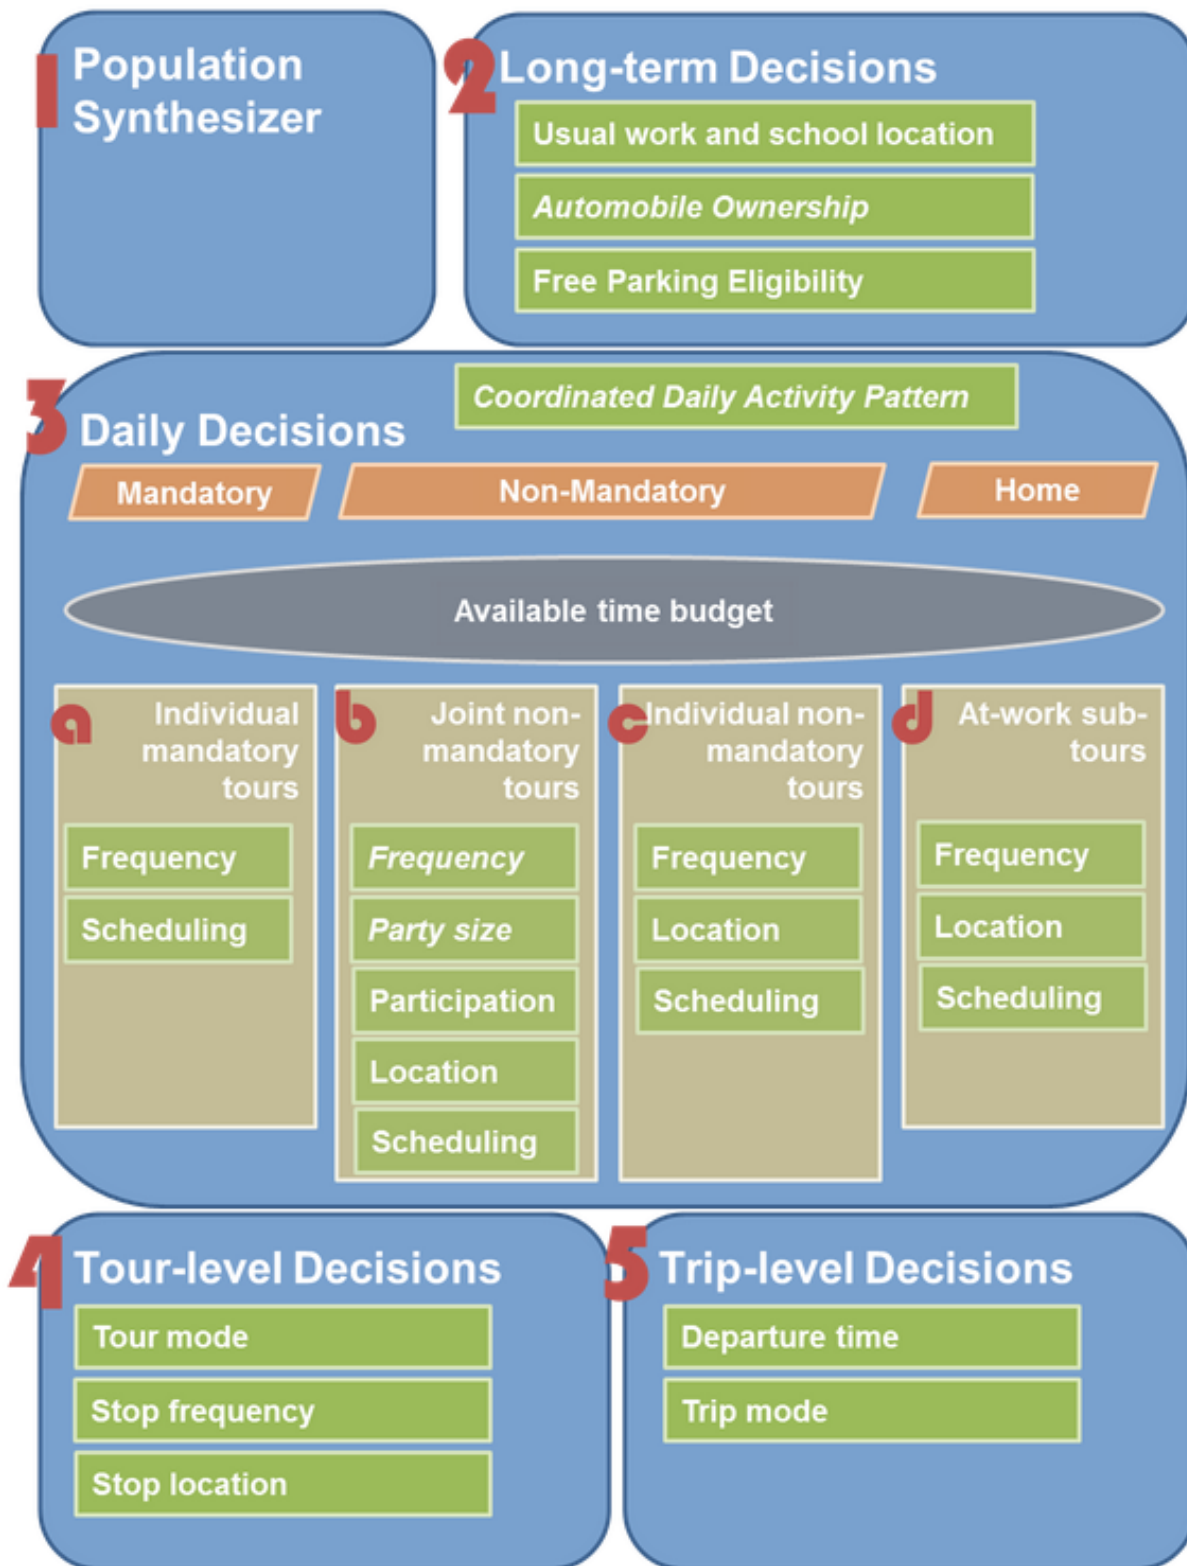 1 Population
Synthesizer
2 Long-term Decisions
Usual work and school location
Automobile Ownership
Free Parking Eligibility
Coordinated Daily Activity Pattern
3 Daily Decisions
Mandatory
Non-Mandatory
Home
Available time budget
a Individual
mandatory
tours
Frequency
Scheduling
b Joint non-
mandatory
tours
Frequency
Party size
Participation
Location
Scheduling
c Individual non-
mandatory
tours
Frequency
Location
Scheduling
d At-work sub-
tours
Frequency
Location
Scheduling
4 Tour-level Decisions
Tour mode
Stop frequency
Stop location
5 Trip-level Decisions
Departure time
Trip mode